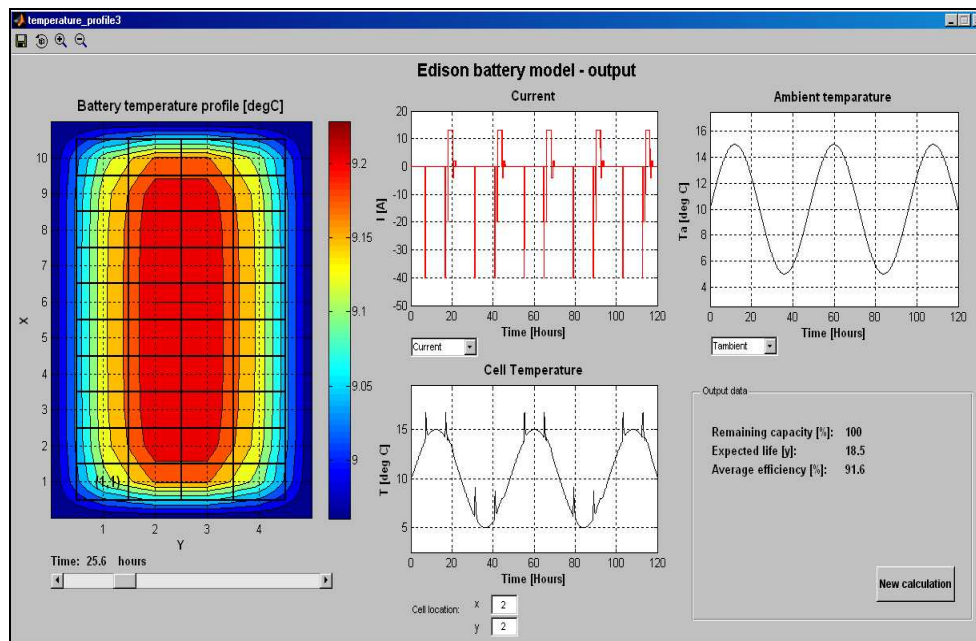 temperature_profile3
Edison battery model - output
Battery temperature profile [degC]
10
9
8
7
6
5
4
3
2
1
X
(1,1)
1 2 3 4
Y
9.2
9.15
9.1
9.05
9
Time: 25.6 hours
Current
20
10
0
-10
-20
-30
-40
-50
I [A]
0 20 40 60 80 100 120
Time [Hours]
Current
Ambient temparature
16
14
12
10
8
6
4
Ta [deg C]
0 20 40 60 80 100 120
Time [Hours]
Tambient
Cell Temperature
15
10
5
T [deg C]
0 20 40 60 80 100 120
Time [Hours]
Cell location: x 2
y 2
Output data
Remaining capacity [%]: 100
Expected life [y]: 18.5
Average efficiency [%]: 91.6
New calculation